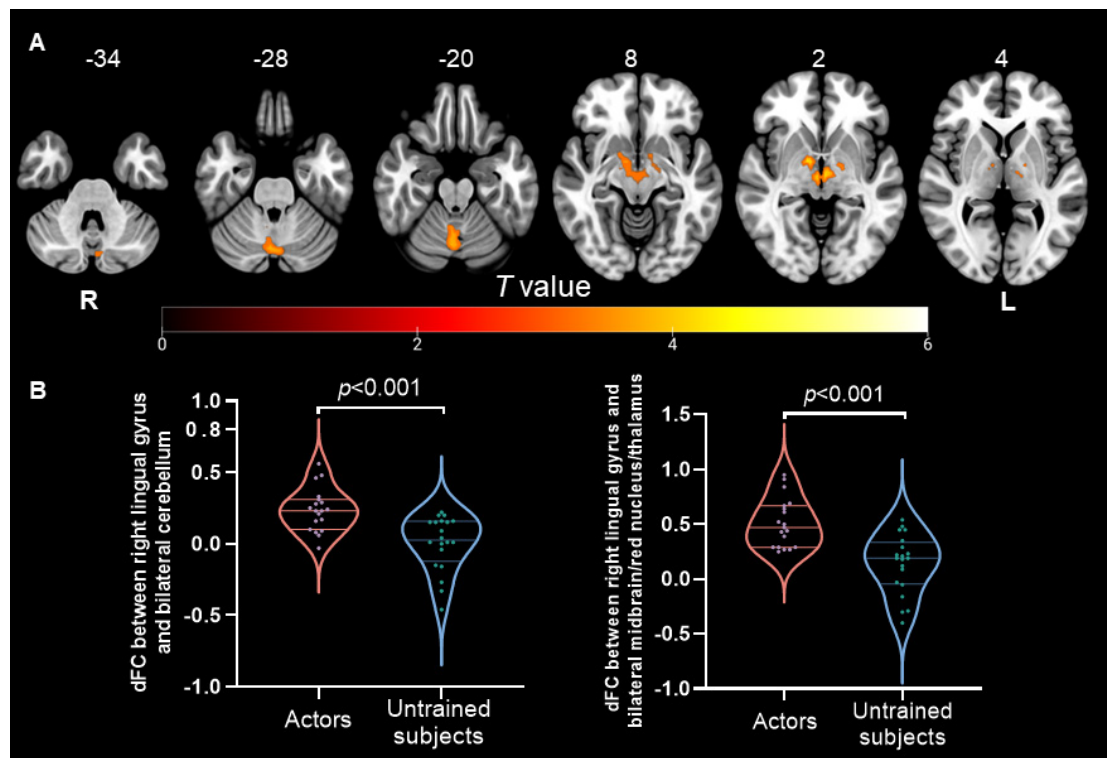 A
-34 -28 -20 8 2 4
R
T value
L
0 2 4 6
B
dFC between right lingual gyrus
and bilateral cerebellum
1.0
0.8
0.5
0.0
-0.5
-1.0
p<0.001
Actors
Untrained
subjects
dFC between right lingual gyrus and
bilateral midbrain/red nucleus/thalamus
1.5
1.0
0.5
0.0
-0.5
-1.0
p<0.001
Actors
Untrained
subjects